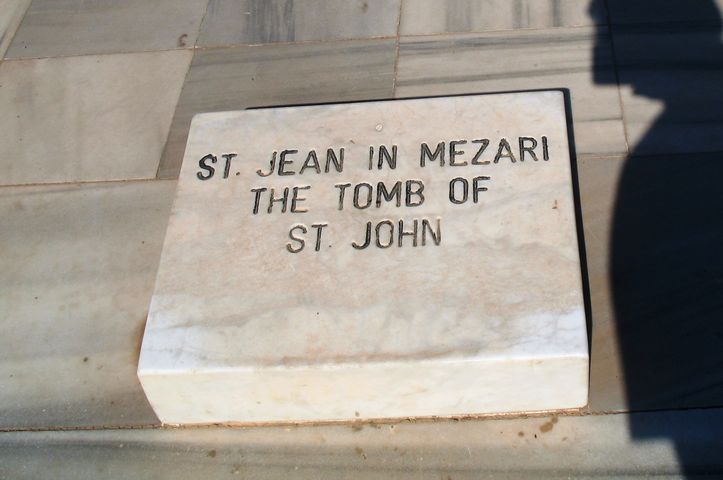 ST. JEAN IN MEZARI
THE TOMB OF
ST. JOHN